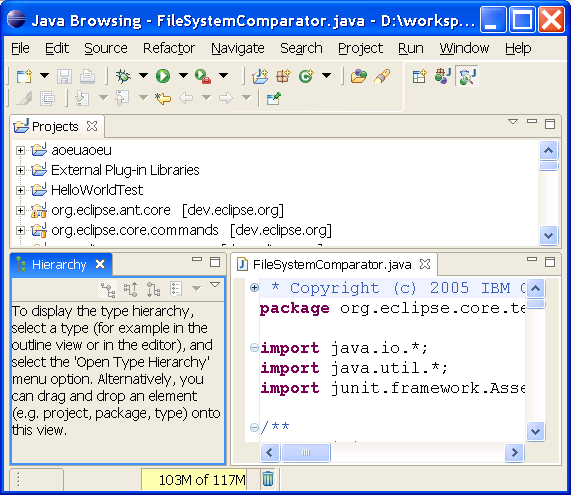 Java Browsing - FileSystemComparator.java - D:\worksp...
File Edit Source Refactor Navigate Search Project Run Window Help
Projects
aoeuaoeu
External Plug-in Libraries
HelloWorldTest
org.eclipse.ant.core [dev.eclipse.org]
org.eclipse.core.commands [dev.eclipse.org]
Hierarchy
To display the type hierarchy,
select a type (for example in the
outline view or in the editor), and
select the 'Open Type Hierarchy'
menu option. Alternatively, you
can drag and drop an element
(e.g. project, package, type) onto
this view.
FileSystemComparator.java
* Copyright (c) 2005 IBM
package org.eclipse.core.te
import java.io.*;
import java.util.*;
import junit.framework.Asse
/**
103M of 117M